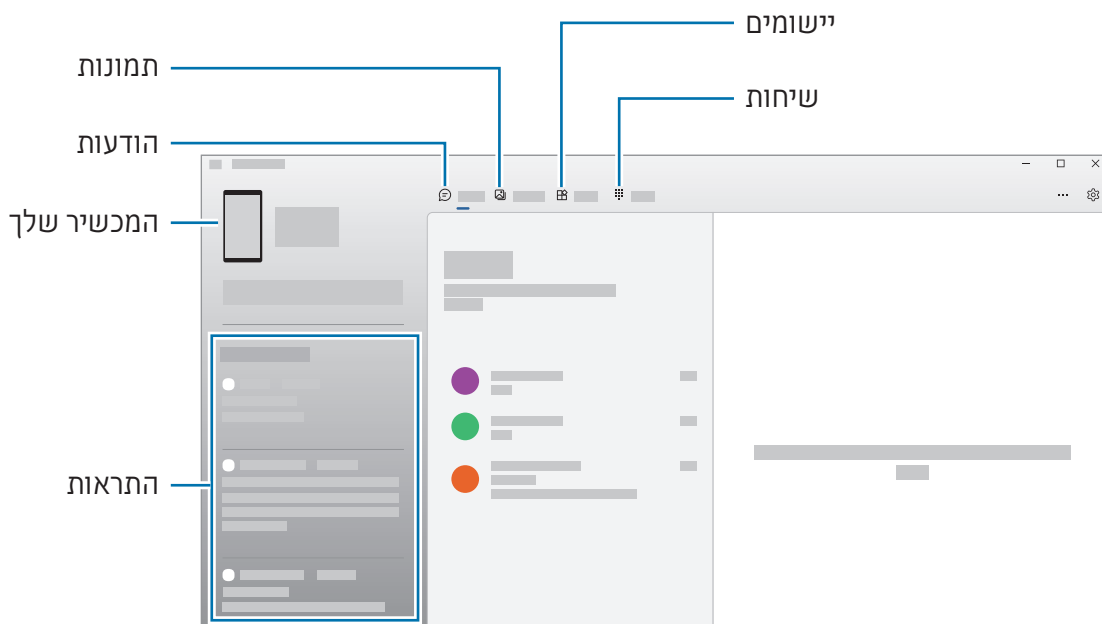 יישומים
תמונות
שיחות
הודעות
המכשיר שלך
התראות